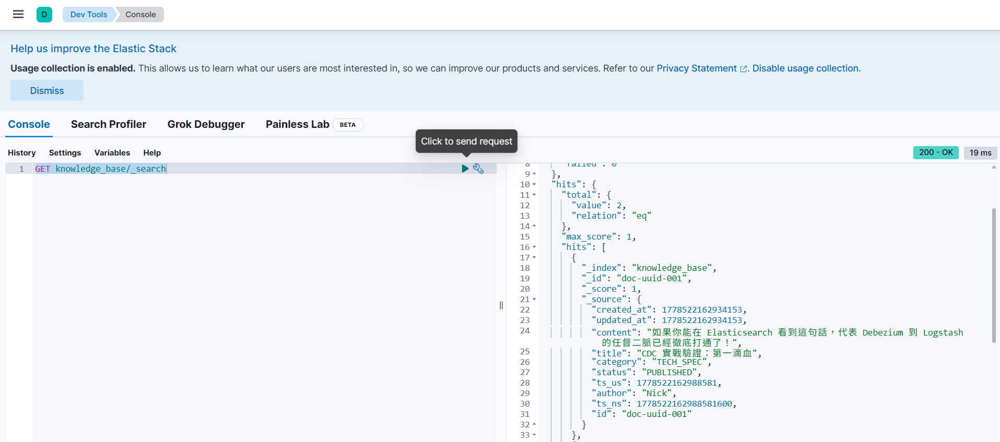 D
Dev Tools
Console
Help us improve the Elastic Stack
Usage collection is enabled. This allows us to learn what our users are most interested in, so we can improve our products and services. Refer to our Privacy Statement. Disable usage collection.
Dismiss
Console
Search Profiler
Grok Debugger
Painless Lab
BETA
Click to send request
History
Settings
Variables
Help
200 - OK
19 ms
1
GET knowledge_base/_search
8 "failed": 0
9 },
10 "hits": {
11 "total": {
12 "value": 2,
13 "relation": "eq"
14 },
15 "max_score": 1,
16 "hits": [
17 {
18 "_index": "knowledge_base",
19 "_id": "doc-uuid-001",
20 "_score": 1,
21 "_source": {
22 "created_at": 1778522162934153,
23 "updated_at": 1778522162934153,
24 "content": "如果你能在 Elasticsearch 看到這句話，代表 Debezium 到 Logstash
的任督二脈已經徹底打通了！",
25 "title": "CDC 實戰驗證：第一滴血",
26 "category": "TECH_SPEC",
27 "status": "PUBLISHED",
28 "ts_us": 1778522162988581,
29 "author": "Nick",
30 "ts_ns": 1778522162988581600,
31 "id": "doc-uuid-001"
32 }
33 },